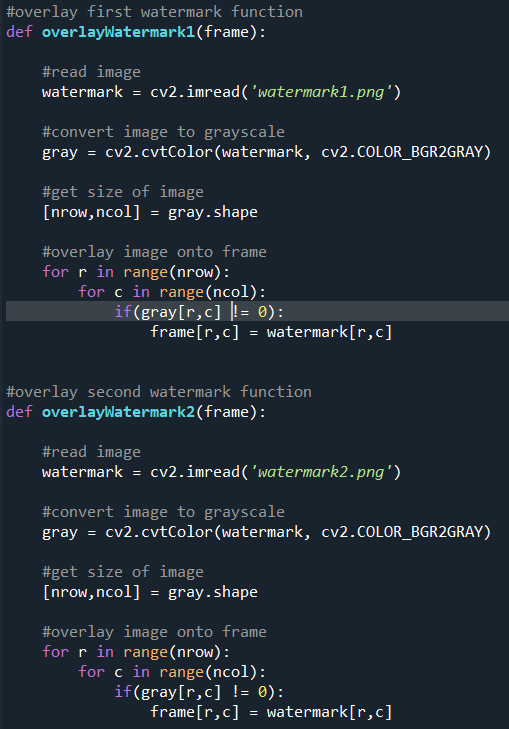 #overlay first watermark function
def overlayWatermark1(frame):
#read image
watermark = cv2.imread('watermark1.png')
#convert image to grayscale
gray = cv2.cvtColor(watermark, cv2.COLOR_BGR2GRAY)
#get size of image
[nrow,ncol] = gray.shape
#overlay image onto frame
for r in range(nrow):
for c in range(ncol):
if(gray[r,c] != 0):
frame[r,c] = watermark[r,c]
#overlay second watermark function
def overlayWatermark2(frame):
#read image
watermark = cv2.imread('watermark2.png')
#convert image to grayscale
gray = cv2.cvtColor(watermark, cv2.COLOR_BGR2GRAY)
#get size of image
[nrow,ncol] = gray.shape
#overlay image onto frame
for r in range(nrow):
for c in range(ncol):
if(gray[r,c] != 0):
frame[r,c] = watermark[r,c]